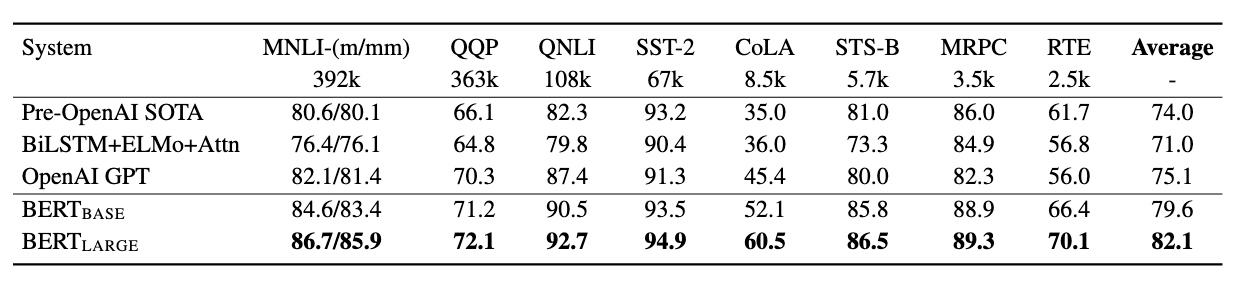 System MNLI-(m/mm) QQP QNLI SST-2 CoLA STS-B MRPC RTE Average
392k 363k 108k 67k 8.5k 5.7k 3.5k 2.5k -
Pre-OpenAI SOTA 80.6/80.1 66.1 82.3 93.2 35.0 81.0 86.0 61.7 74.0
BiLSTM+ELMo+Attn 76.4/76.1 64.8 79.8 90.4 36.0 73.3 84.9 56.8 71.0
OpenAI GPT 82.1/81.4 70.3 87.4 91.3 45.4 80.0 82.3 56.0 75.1
BERTBASE 84.6/83.4 71.2 90.5 93.5 52.1 85.8 88.9 66.4 79.6
BERTLARGE 86.7/85.9 72.1 92.7 94.9 60.5 86.5 89.3 70.1 82.1